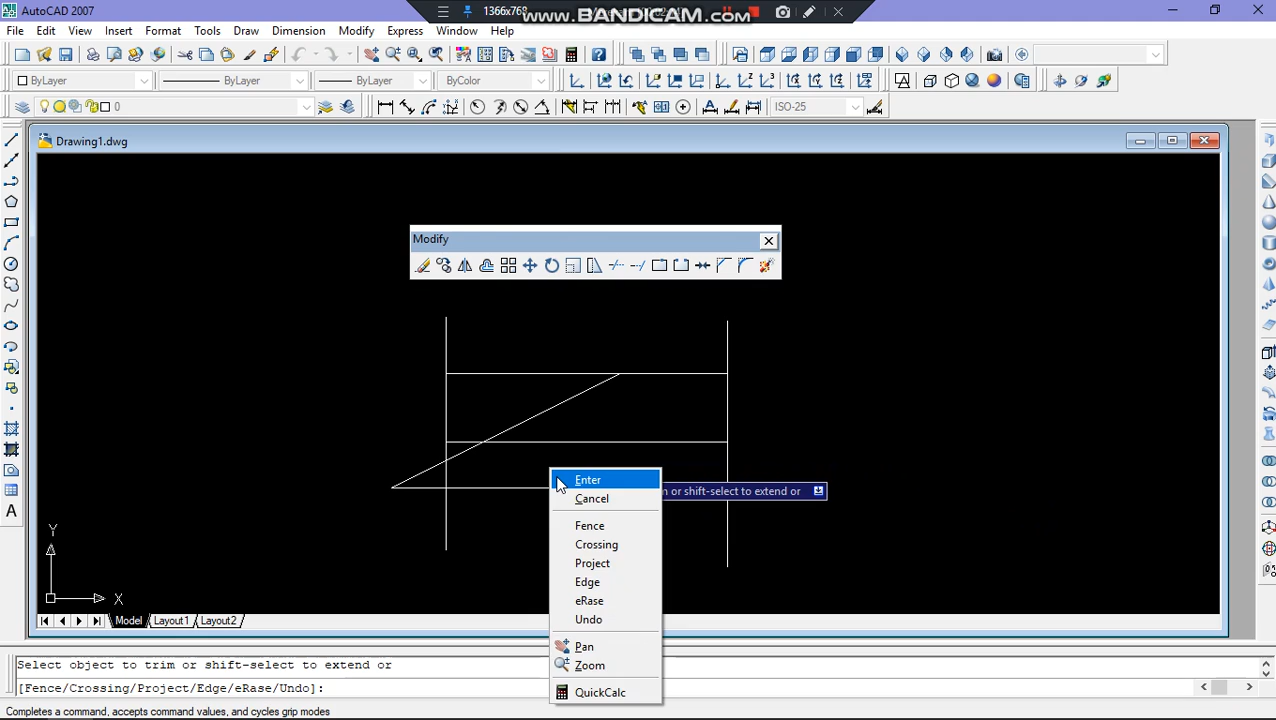 AutoCAD 2007
1366x768
www.BANDICAM.com
File Edit View Insert Format Tools Draw Dimension Modify Express Window Help
ByLayer ByLayer ByLayer ByColor
0 ISO-25
Drawing1.dwg
Modify
Enter
m or shift-select to extend or
Cancel
Fence
Crossing
Project
Edge
eRase
Undo
Pan
Zoom
QuickCalc
Y
X
Model Layout1 Layout2
Select object to trim or shift-select to extend or
[Fence/Crossing/Project/Edge/eRase/Undo]:
Completes a command, accepts command values, and cycles grip modes